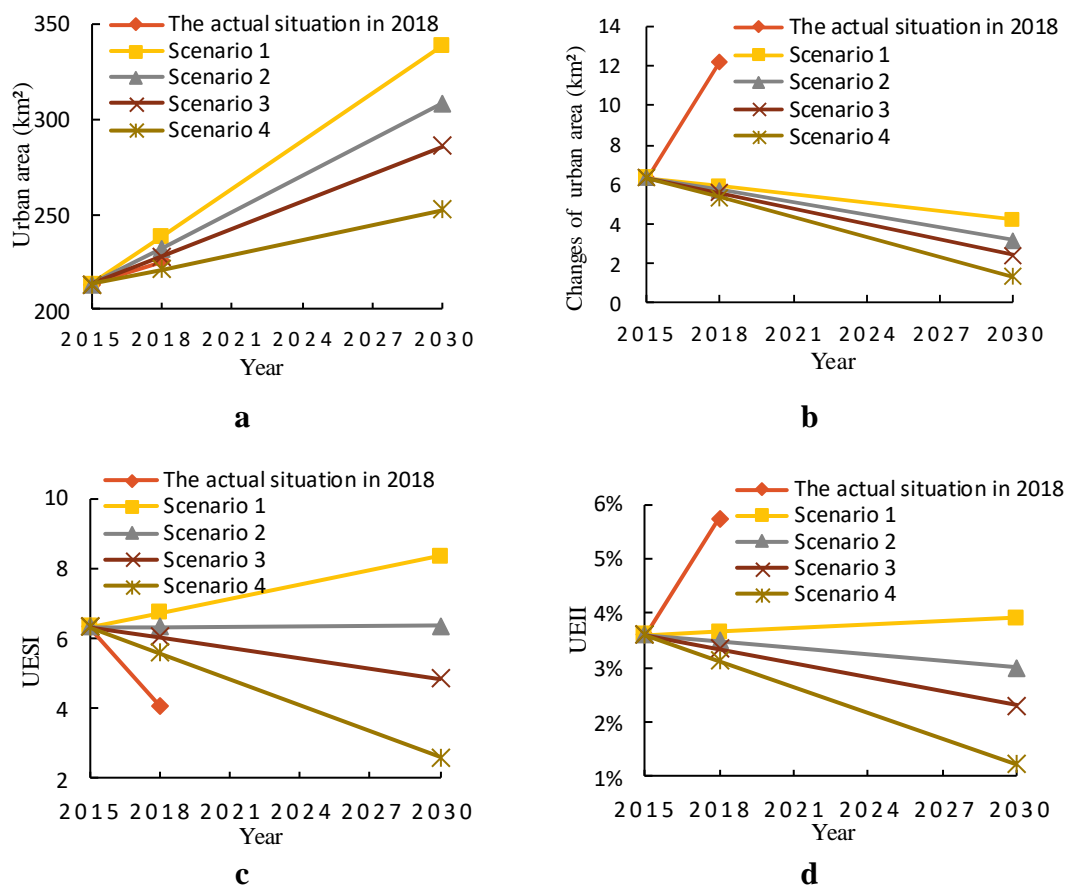 The actual situation in 2018
Scenario 1
Scenario 2
Scenario 3
Scenario 4
Urban area (km²)
350
300
250
200
2015 2018 2021 2024 2027 2030
Year
a
The actual situation in 2018
Scenario 1
Scenario 2
Scenario 3
Scenario 4
Changes of urban area (km²)
14
12
10
8
6
4
2
0
2015 2018 2021 2024 2027 2030
Year
b
The actual situation in 2018
Scenario 1
Scenario 2
Scenario 3
Scenario 4
UESI
10
8
6
4
2
2015 2018 2021 2024 2027 2030
Year
c
The actual situation in 2018
Scenario 1
Scenario 2
Scenario 3
Scenario 4
UEII
6%
5%
4%
3%
2%
1%
2015 2018 2021 2024 2027 2030
Year
d